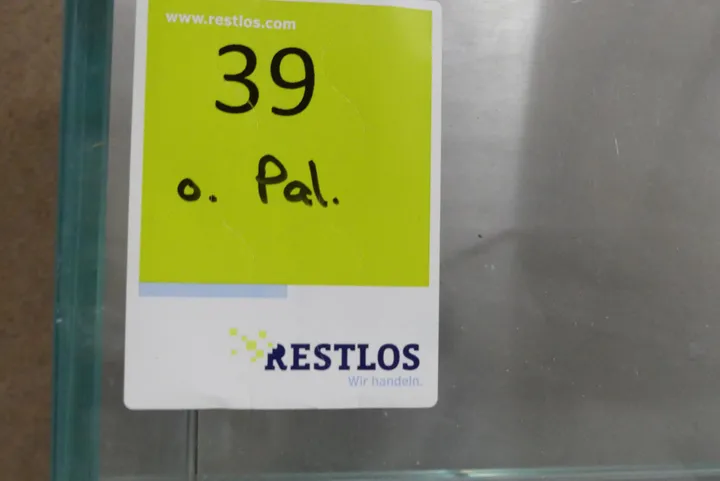 www.restlos.com
39
o. Pal.
RESTLOS
Wir handeln.